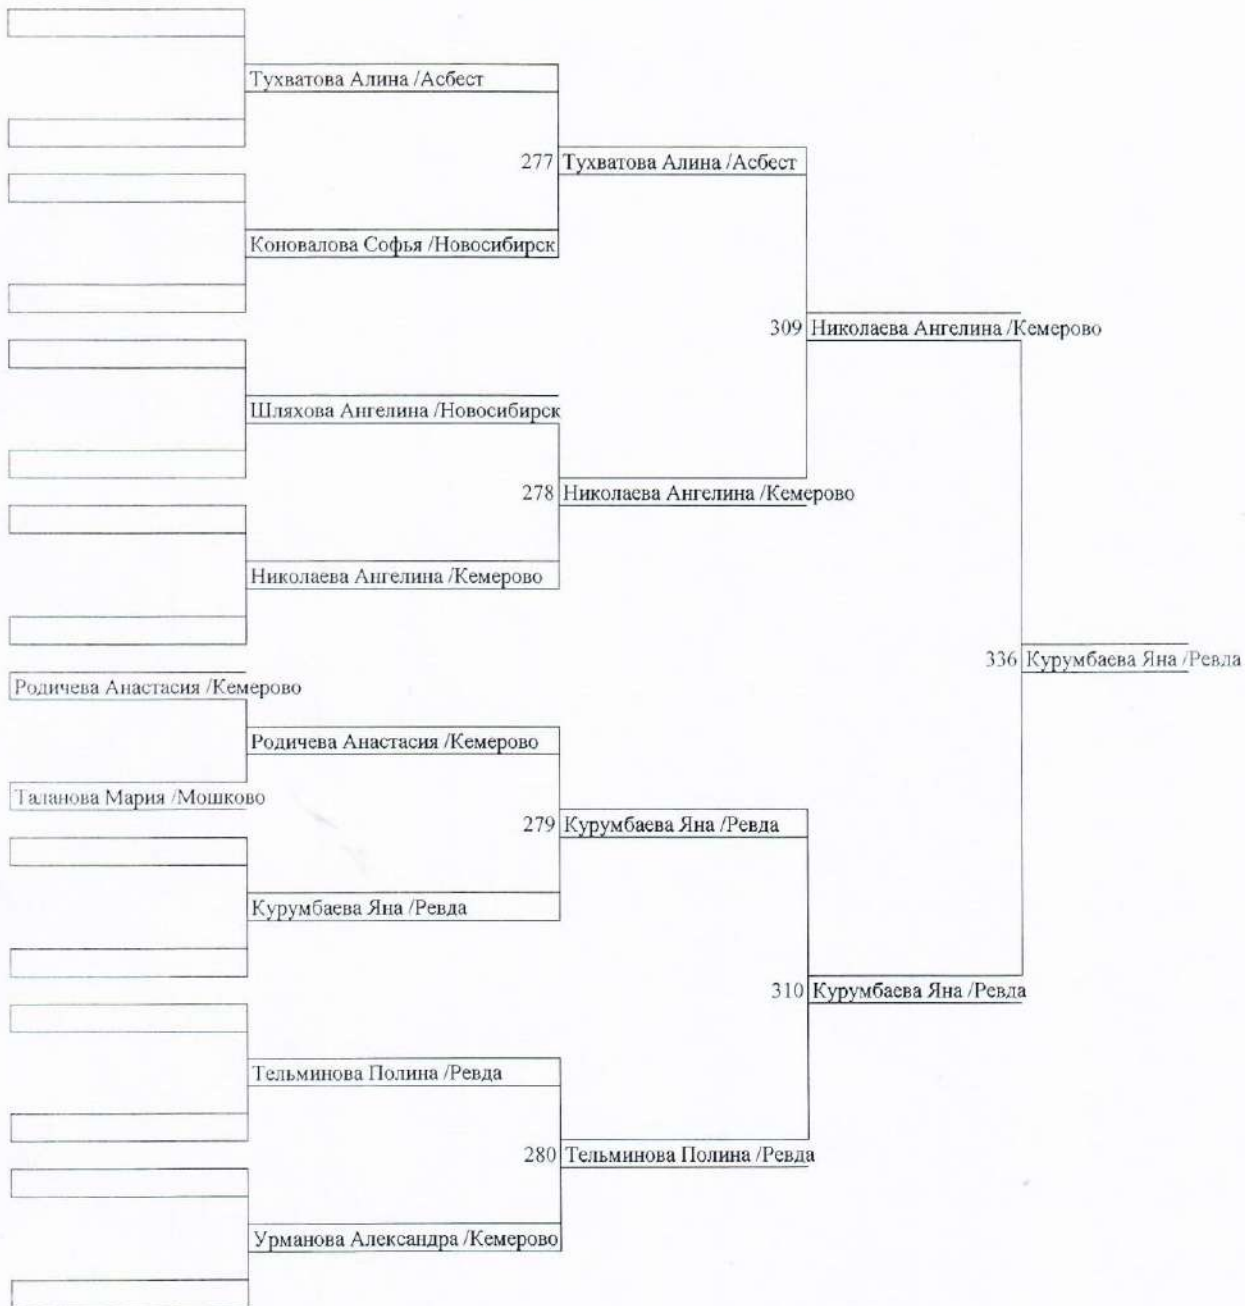 Тухватова Алина /Асбест
277 Тухватова Алина /Асбест
Коновалова Софья /Новосибирск
309 Николаева Ангелина /Кемерово
Шляхова Ангелина /Новосибирск
278 Николаева Ангелина /Кемерово
Николаева Ангелина /Кемерово
336 Курумбаева Яна /Ревда
Родичева Анастасия /Кемерово
Родичева Анастасия /Кемерово
Таланова Мария /Мошково
279 Курумбаева Яна /Ревда
Курумбаева Яна /Ревда
310 Курумбаева Яна /Ревда
Тельминова Полина /Ревда
280 Тельминова Полина /Ревда
Урманова Александра /Кемерово